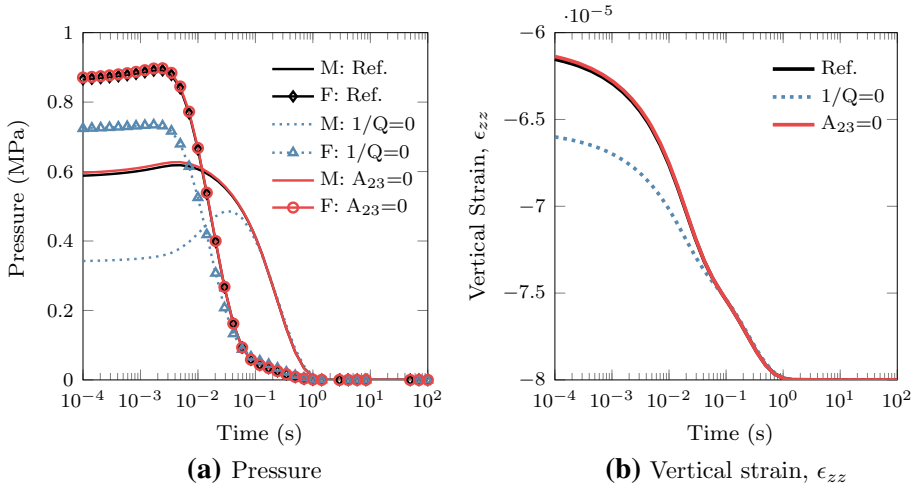 1
0.8
0.6
0.4
0.2
0
Pressure (MPa)
10⁻⁴ 10⁻³ 10⁻² 10⁻¹ 10⁰ 10¹ 10²
Time (s)
M: Ref.
F: Ref.
M: 1/Q=0
F: 1/Q=0
M: A₂₃=0
F: A₂₃=0
(a) Pressure
·10⁻⁵
−6
−6.5
−7
−7.5
−8
Vertical Strain, ϵ_zz
10⁻⁴ 10⁻³ 10⁻² 10⁻¹ 10⁰ 10¹ 10²
Time (s)
Ref.
1/Q=0
A₂₃=0
(b) Vertical strain, ϵ_zz